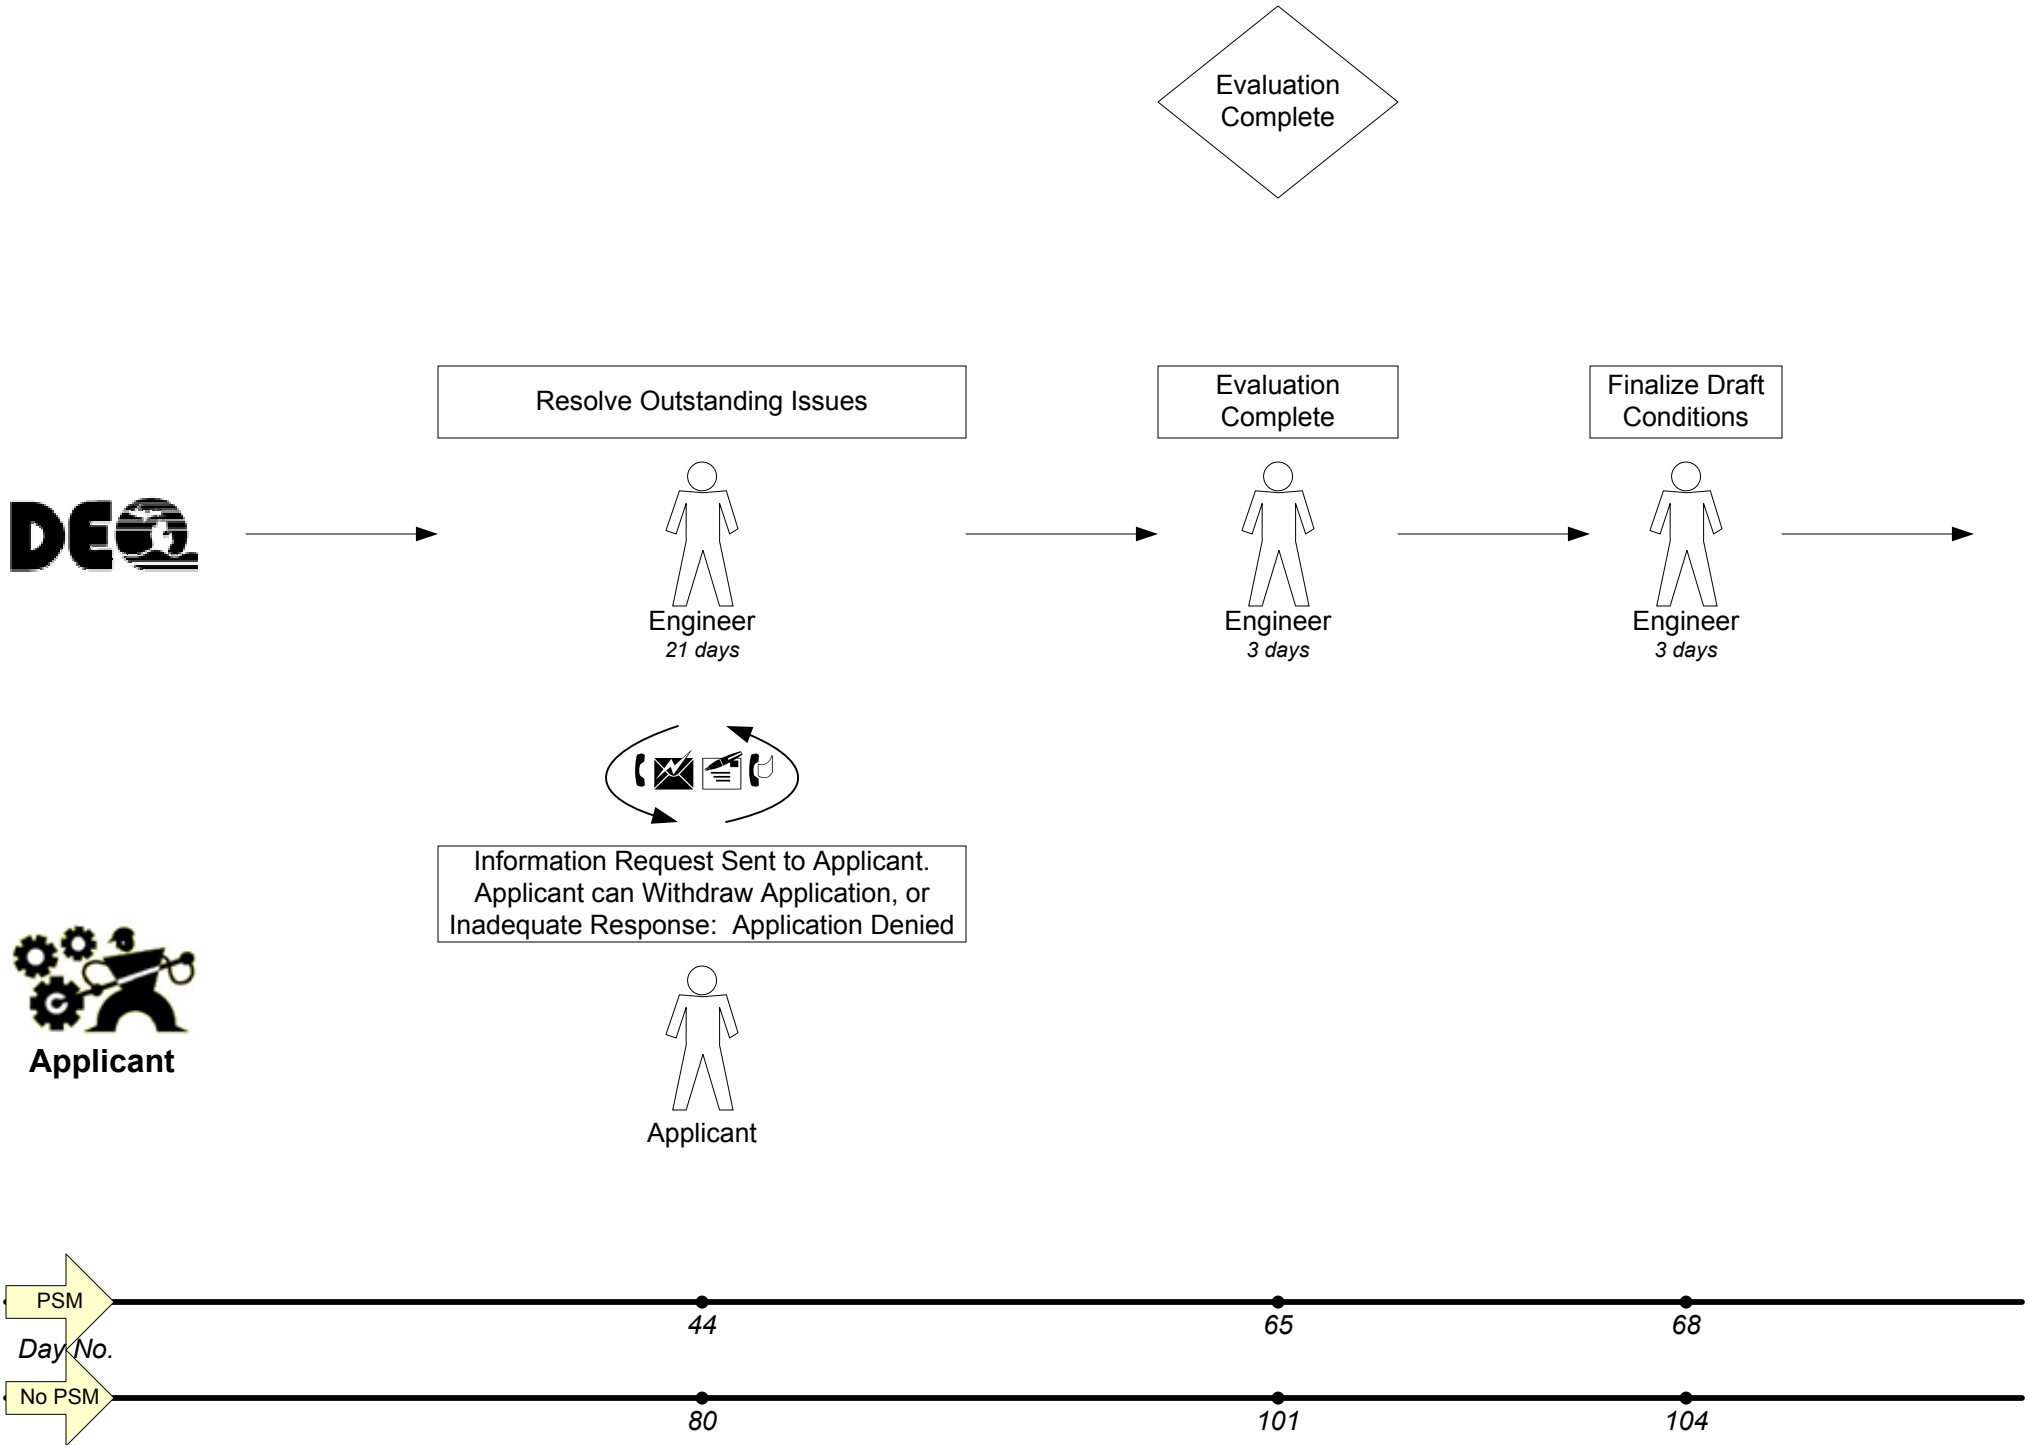 Evaluation
Complete
Resolve Outstanding Issues
Evaluation
Complete
Finalize Draft
Conditions
DEQ
Engineer
21 days
Engineer
3 days
Engineer
3 days
Information Request Sent to Applicant.
Applicant can Withdraw Application, or
Inadequate Response:  Application Denied
Applicant
Applicant
PSM
44
65
68
Day No.
No PSM
80
101
104